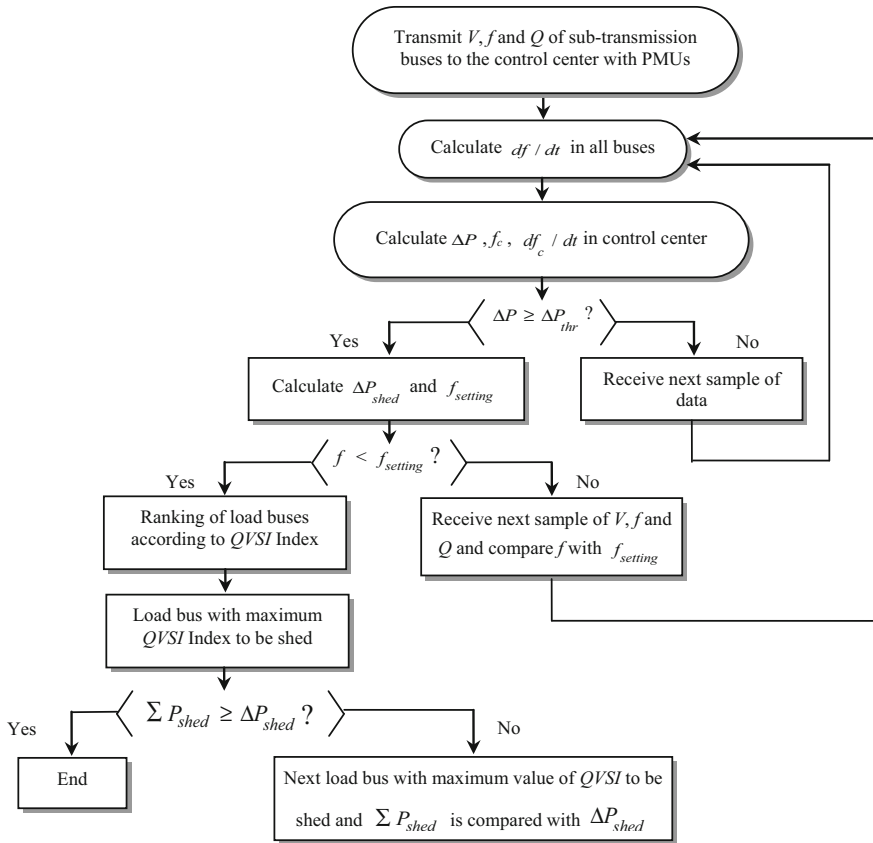 Transmit V, f and Q of sub-transmission
buses to the control center with PMUs
Calculate df / dt in all buses
Calculate ΔP , f_c , df_c / dt in control center
ΔP ≥ ΔP_thr ?
Yes
No
Calculate ΔP_shed and f_setting
Receive next sample of
data
f < f_setting ?
Yes
No
Ranking of load buses
according to QVSI Index
Receive next sample of V, f and
Q and compare f with f_setting
Load bus with maximum
QVSI Index to be shed
∑ P_shed ≥ ΔP_shed ?
Yes
No
End
Next load bus with maximum value of QVSI to be
shed and ∑ P_shed is compared with ΔP_shed